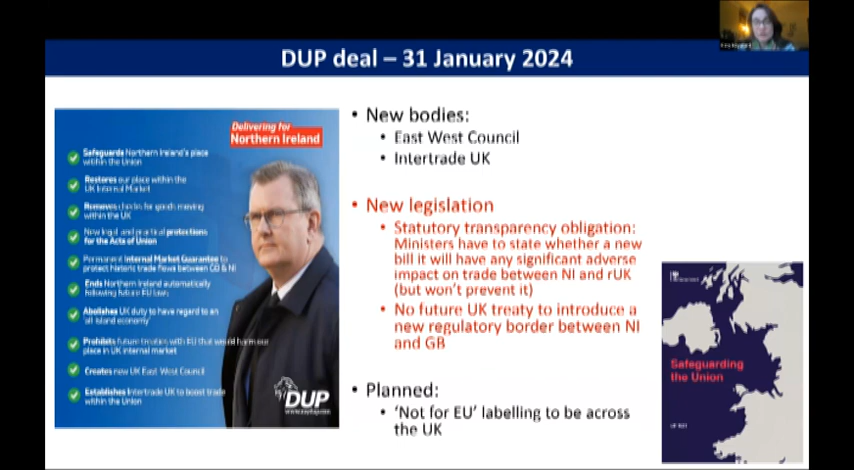 DUP deal – 31 January 2024
Delivering for
Northern Ireland
Safeguards Northern Ireland's place
within the Union
Restores our place within the
UK Internal Market
Removes checks for goods moving
within the UK
New legal and practical protections
for the Acts of Union
Permanent Internal Market Guarantee to
protect historic trade flows between GB & NI
Ends Northern Ireland automatically
following future EU laws
Abolishes UK duty to have regard to an
'all island economy'
Prohibits future treaties with EU that would harm our
place in UK internal market
Creates new UK East West Council
Establishes Intertrade UK to boost trade
within the Union
DUP
• New bodies:
• East West Council
• Intertrade UK
• New legislation
• Statutory transparency obligation:
Ministers have to state whether a new
bill it will have any significant adverse
impact on trade between NI and rUK
(but won't prevent it)
• No future UK treaty to introduce a
new regulatory border between NI
and GB
• Planned:
• 'Not for EU' labelling to be across
the UK
Safeguarding
the Union